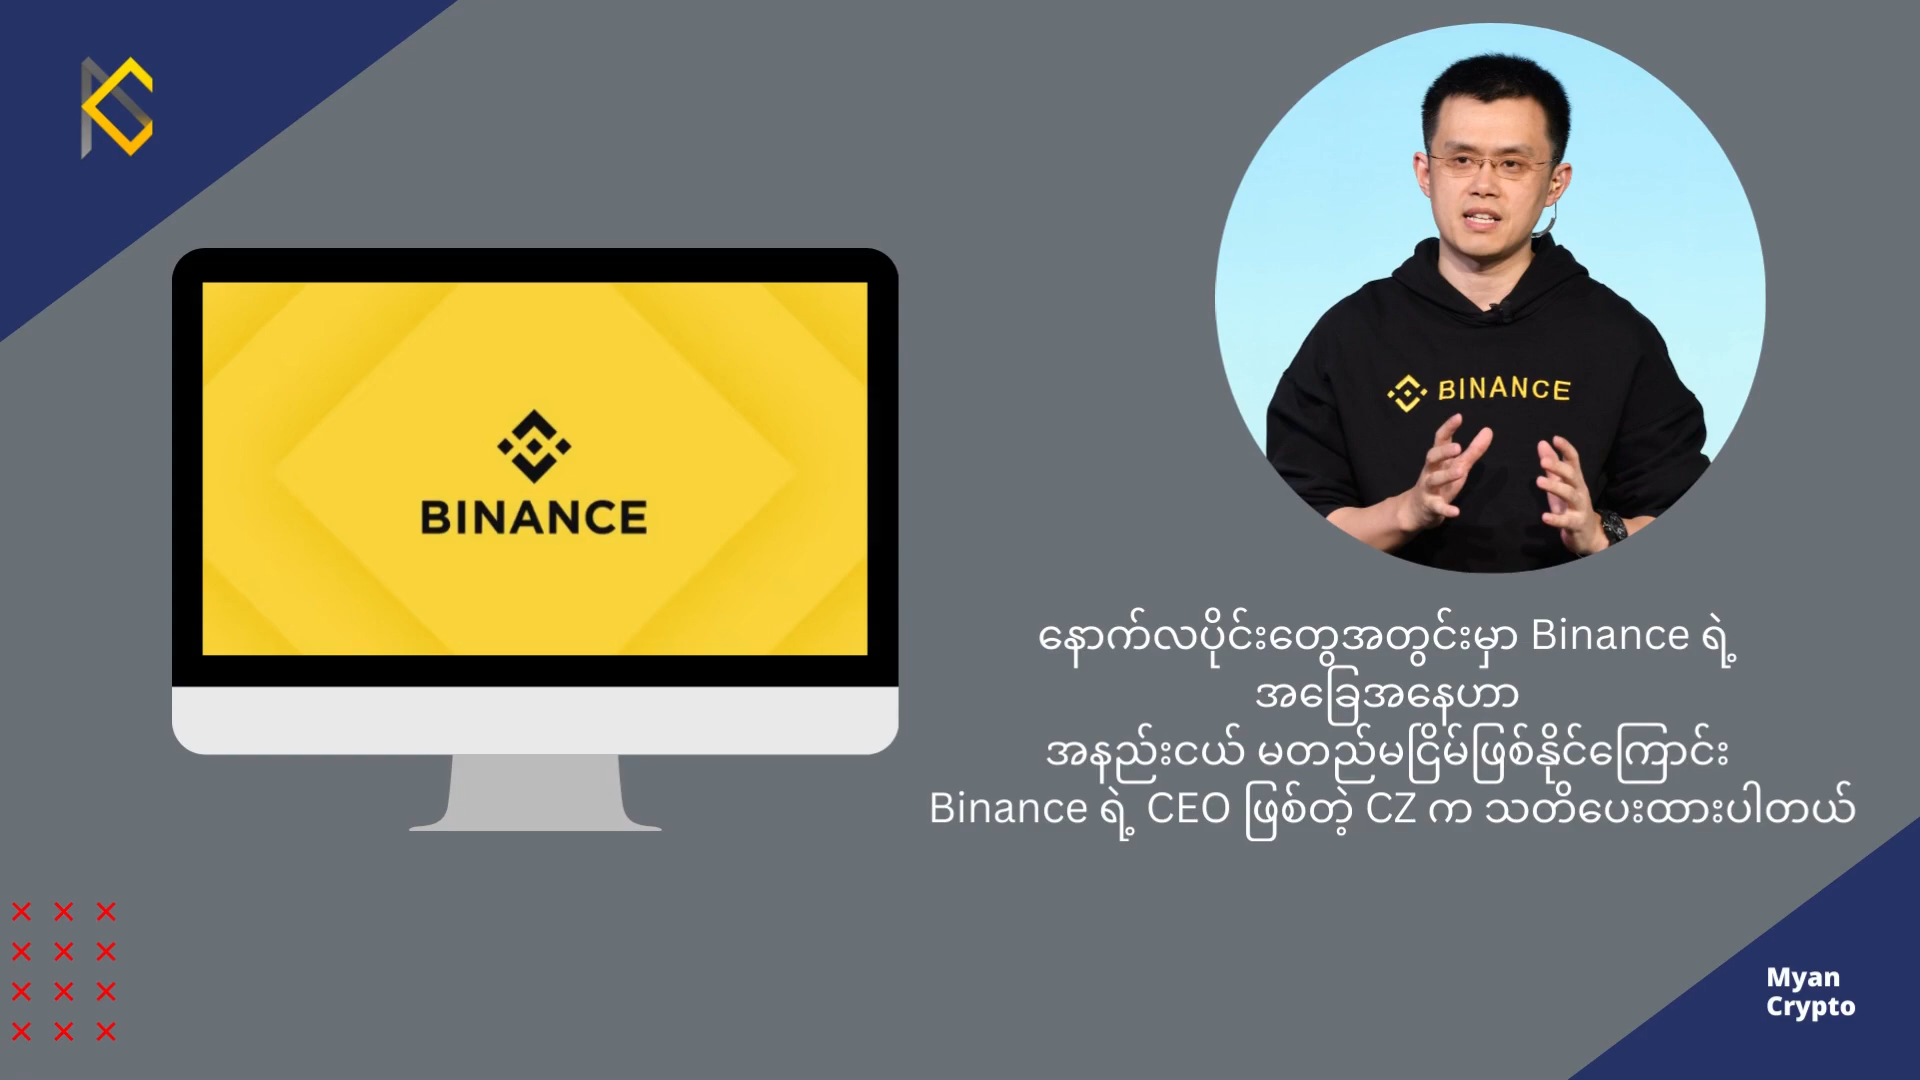 BINANCE
BINANCE
နောက်လပိုင်းတွေအတွင်းမှာ Binance ရဲ့
အခြေအနေဟာ
အနည်းငယ် မတည်မငြိမ်ဖြစ်နိုင်ကြောင်း
Binance ရဲ့ CEO ဖြစ်တဲ့ CZ က သတိပေးထားပါတယ်
Myan
Crypto